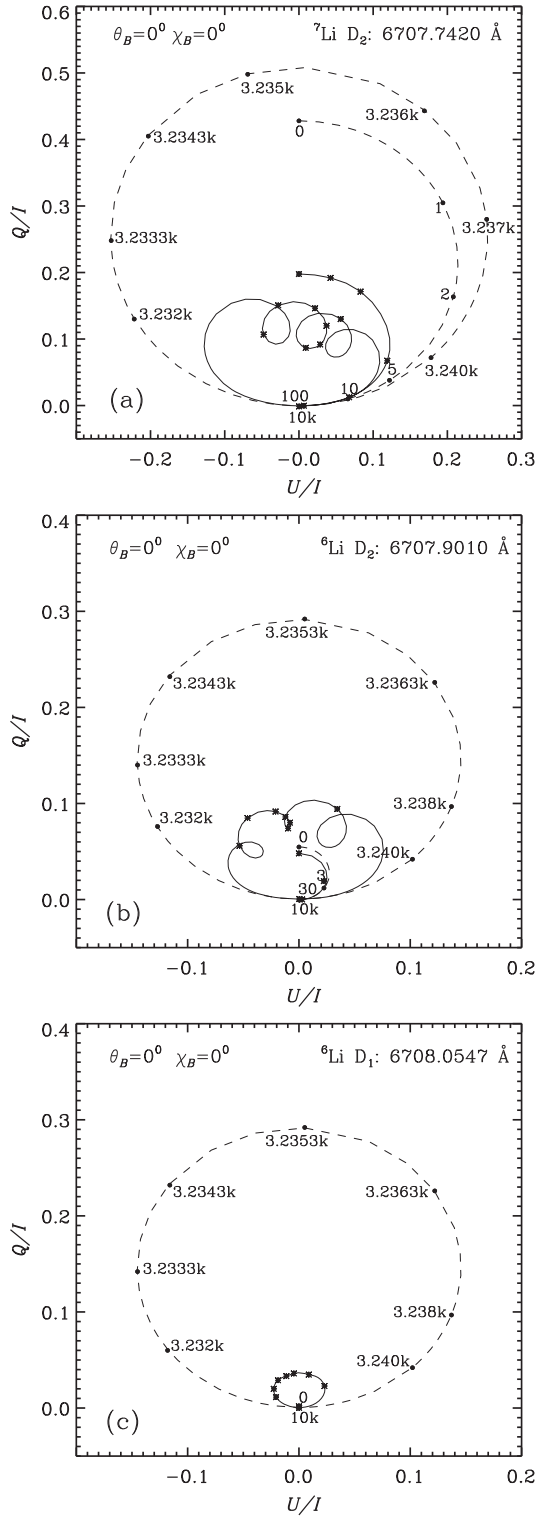 θB=0⁰ χB=0⁰ ⁷Li D₂: 6707.7420 Å
0.6
0.5
0.4
0.3
0.2
0.1
0.0
Q/I
3.235k
3.236k
0
3.2343k
1
3.237k
3.2333k
2
3.232k
3.240k
5
10
100
10k
(a)
−0.2 −0.1 0.0 0.1 0.2 0.3
U/I
θB=0⁰ χB=0⁰ ⁶Li D₂: 6707.9010 Å
0.4
0.3
0.2
0.1
0.0
Q/I
3.2353k
3.2343k
3.2363k
3.2333k
3.232k
3.238k
0
3.240k
3
30
10k
(b)
−0.1 0.0 0.1 0.2
U/I
θB=0⁰ χB=0⁰ ⁶Li D₁: 6708.0547 Å
0.4
0.3
0.2
0.1
0.0
Q/I
3.2353k
3.2343k
3.2363k
3.2333k
3.238k
3.232k
3.240k
0
10k
(c)
−0.1 0.0 0.1 0.2
U/I